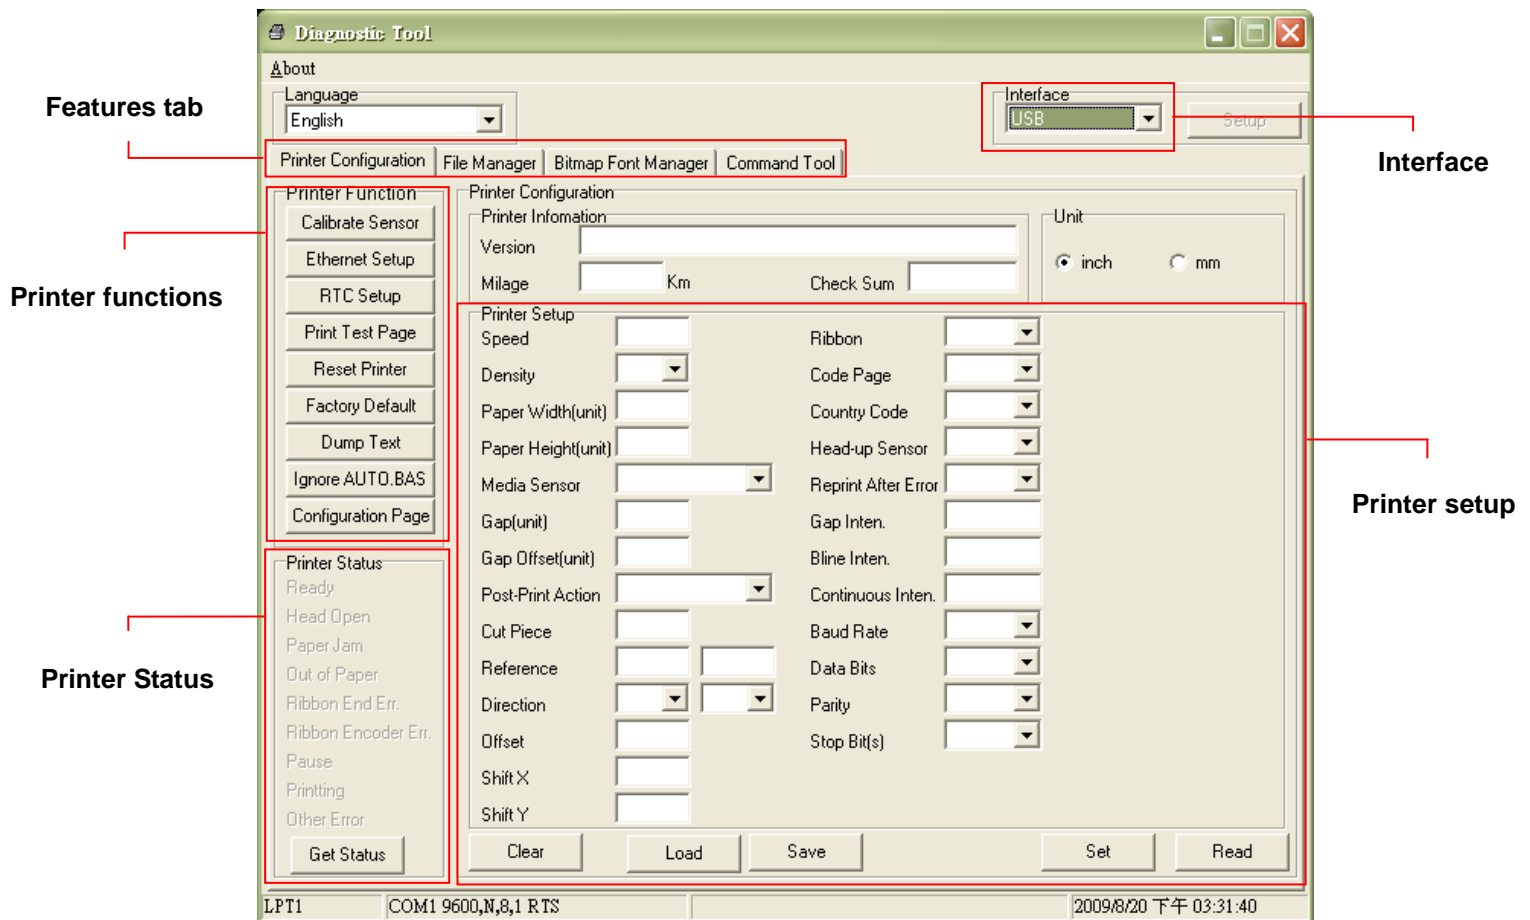 Diagnostic Tool
About
Language
English
Interface
USB
Setup
Features tab
Interface
Printer Configuration
File Manager
Bitmap Font Manager
Command Tool
Printer Function
Calibrate Sensor
Ethernet Setup
RTC Setup
Print Test Page
Reset Printer
Factory Default
Dump Text
Ignore AUTO.BAS
Configuration Page
Printer functions
Printer Configuration
Printer Infomation
Version
Milage
Km
Check Sum
Unit
inch
mm
Printer Setup
Speed
Density
Paper Width(unit)
Paper Height(unit)
Media Sensor
Gap(unit)
Gap Offset(unit)
Post-Print Action
Cut Piece
Reference
Direction
Offset
Shift X
Shift Y
Ribbon
Code Page
Country Code
Head-up Sensor
Reprint After Error
Gap Inten.
Bline Inten.
Continuous Inten.
Baud Rate
Data Bits
Parity
Stop Bit(s)
Printer setup
Printer Status
Ready
Head Open
Paper Jam
Out of Paper
Ribbon End Err.
Ribbon Encoder Err.
Pause
Printting
Other Error
Get Status
Printer Status
Clear
Load
Save
Set
Read
LPT1
COM1 9600,N,8,1 RTS
2009/8/20 下午 03:31:40